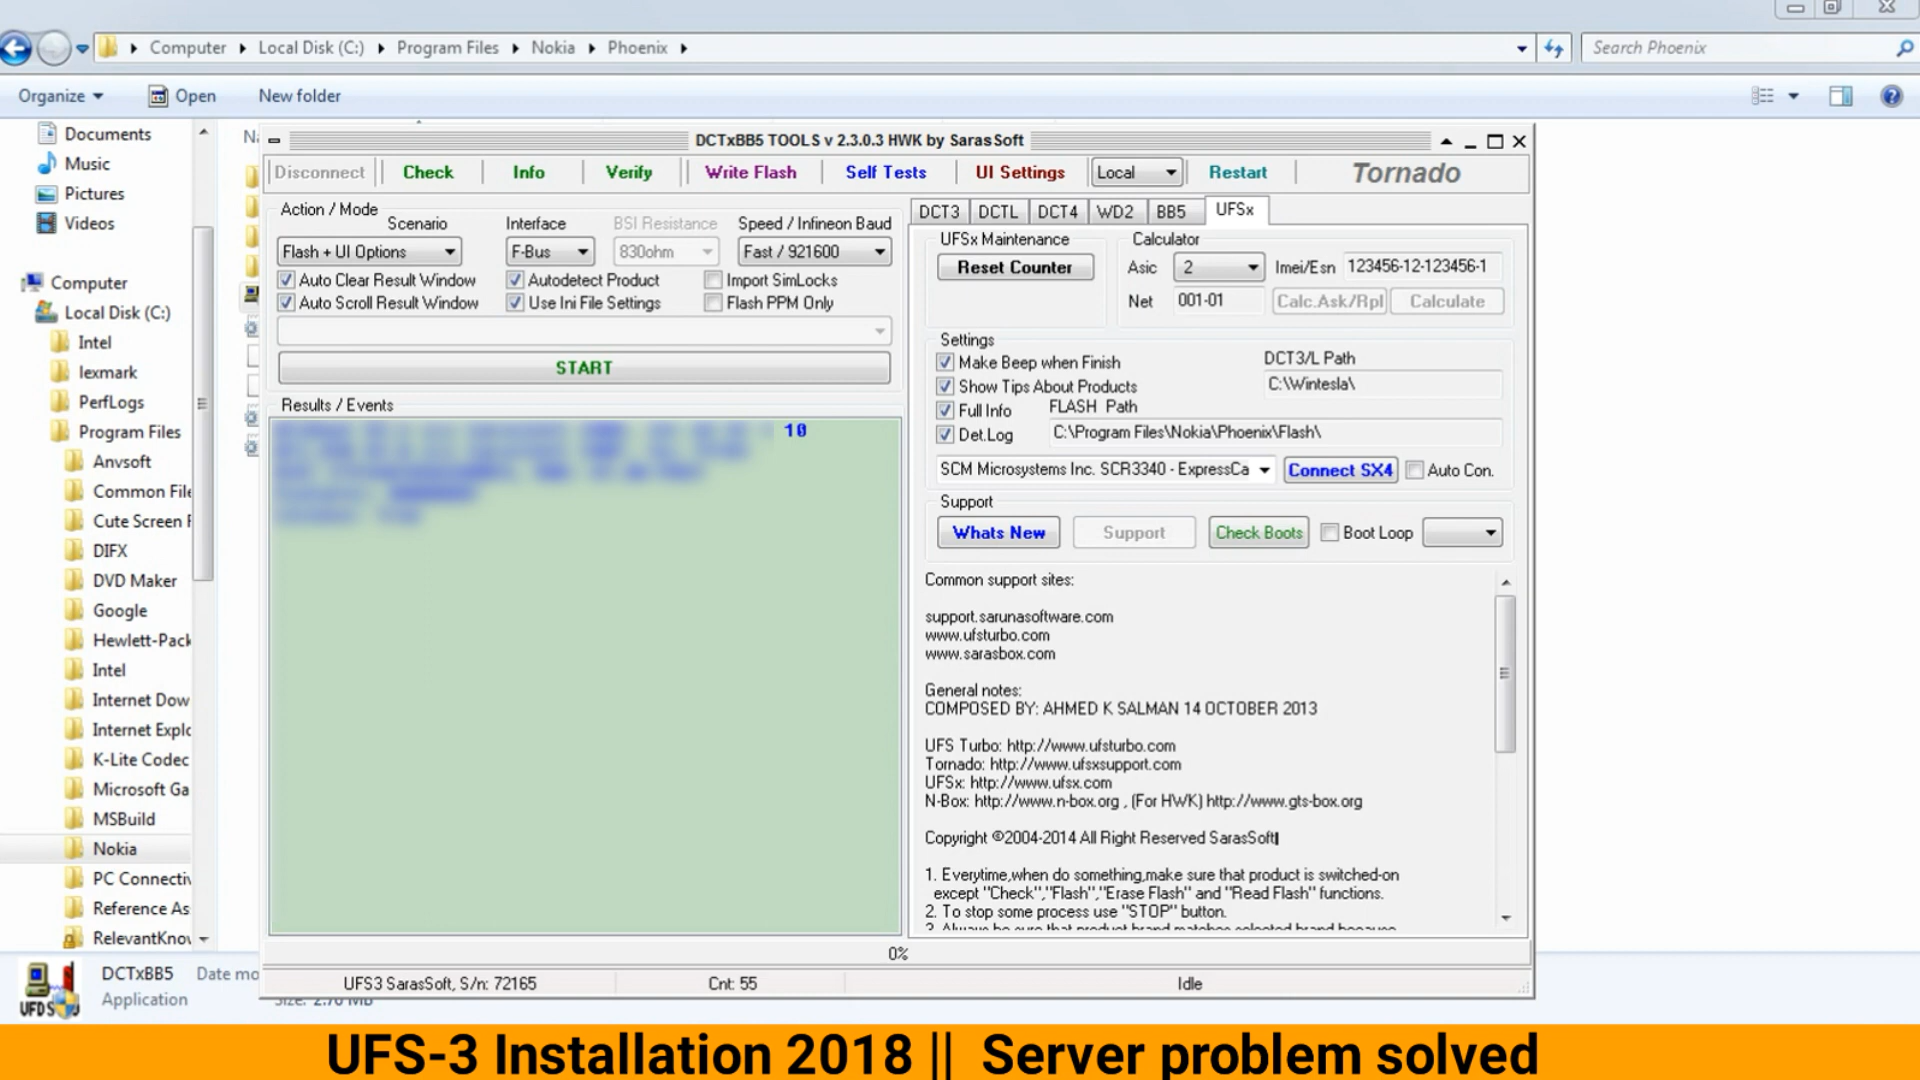 Computer Local Disk (C:) Program Files Nokia Phoenix
Search Phoenix
Organize Open New folder
Documents
Music
Pictures
Videos
Computer
Local Disk (C:)
Intel
lexmark
PerfLogs
Program Files
Anvsoft
Common File
Cute Screen
DIFX
DVD Maker
Google
Hewlett-Pack
Intel
Internet Dow
Internet Explo
K-Lite Codec
Microsoft Ga
MSBuild
Nokia
PC Connectiv
Reference As
RelevantKnov
DCTxBB5 TOOLS v 2.3.0.3 HWK by SarasSoft
Disconnect Check Info Verify Write Flash Self Tests UI Settings Local Restart Tornado
Action / Mode
Scenario Interface BSI Resistance Speed / Infineon Baud
Flash + UI Options F-Bus 830ohm Fast / 921600
Auto Clear Result Window Autodetect Product Import SimLocks
Auto Scroll Result Window Use Ini File Settings Flash PPM Only
START
Results / Events
10
DCT3 DCTL DCT4 WD2 BB5 UFSx
UFSx Maintenance Calculator
Reset Counter Asic 2 Imei/Esn 123456-12-123456-1
Net 001-01 Calc.Ask/Rpl Calculate
Settings
Make Beep when Finish DCT3/L Path
Show Tips About Products C:\Wintesla\
Full Info FLASH Path
Det.Log C:\Program Files\Nokia\Phoenix\Flash\
SCM Microsystems Inc. SCR3340 - ExpressCa Connect SX4 Auto Con.
Support
Whats New Support Check Boots Boot Loop
Common support sites:
support.sarunasoftware.com
www.ufsturbo.com
www.sarasbox.com
General notes:
COMPOSED BY: AHMED K SALMAN 14 OCTOBER 2013
UFS Turbo: http://www.ufsturbo.com
Tornado: http://www.ufsxsupport.com
UFSx: http://www.ufsx.com
N-Box: http://www.n-box.org , (For HWK) http://www.gts-box.org
Copyright ©2004-2014 All Right Reserved SarasSoft
1. Everytime,when do something,make sure that product is switched-on
except "Check","Flash","Erase Flash" and "Read Flash" functions.
2. To stop some process use "STOP" button.
0%
UFS3 SarasSoft, S/n: 72165 Cnt: 55 Idle
DCTxBB5 Date mo
Application
UFS-3 Installation 2018 || Server problem solved